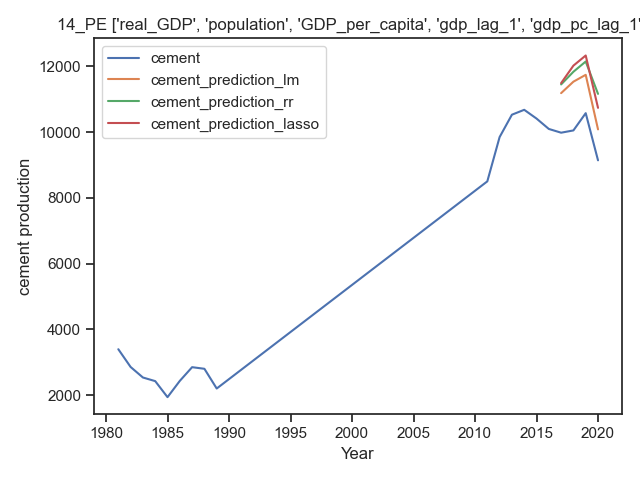 14_PE ['real_GDP', 'population', 'GDP_per_capita', 'gdp_lag_1', 'gdp_pc_lag_1'
cement
cement_prediction_lm
cement_prediction_rr
cement_prediction_lasso
cement production
12000
10000
8000
6000
4000
2000
1980 1985 1990 1995 2000 2005 2010 2015 2020
Year